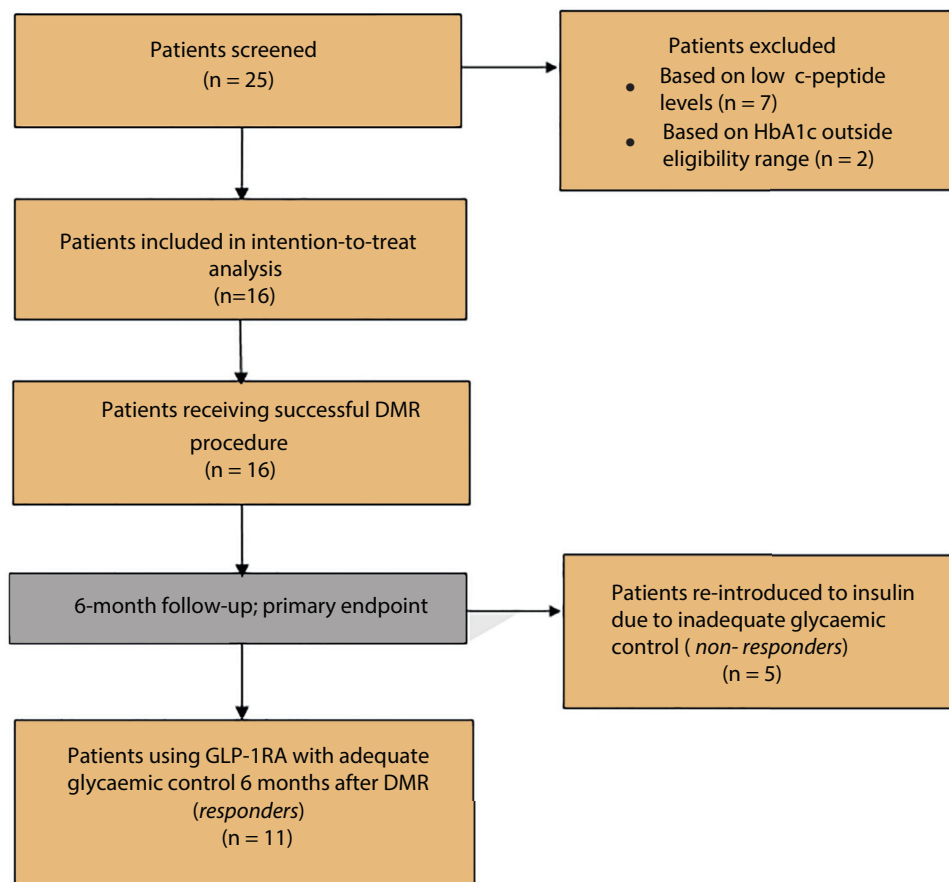 Patients screened
(n = 25)
Patients excluded
• Based on low c-peptide
levels (n = 7)
• Based on HbA1c outside
eligibility range (n = 2)
Patients included in intention-to-treat
analysis
(n=16)
Patients receiving successful DMR
procedure
(n = 16)
6-month follow-up; primary endpoint
Patients re-introduced to insulin
due to inadequate glycaemic
control ( non- responders)
(n = 5)
Patients using GLP-1RA with adequate
glycaemic control 6 months after DMR
(responders)
(n = 11)